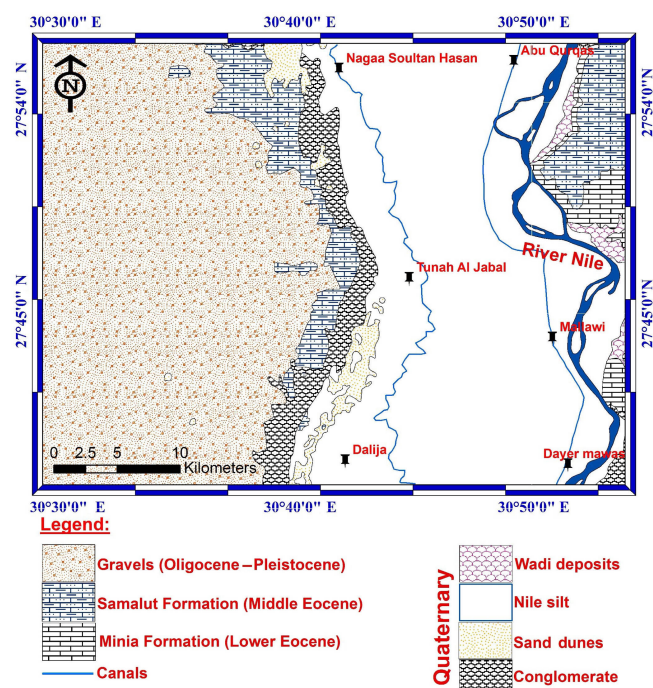 30°30'0" E
30°40'0" E
30°50'0" E
27°54'0" N
27°54'0" N
27°45'0" N
27°45'0" N
N
Nagaa Soultan Hasan
Abu Qurqas
River Nile
Tunah Al Jabal
Mallawi
Dalija
Dayer mawas
0 2.5 5 10
Kilometers
30°30'0" E
30°40'0" E
30°50'0" E
Legend:
Gravels (Oligocene–Pleistocene)
Samalut Formation (Middle Eocene)
Minia Formation (Lower Eocene)
Canals
Quaternary
Wadi deposits
Nile silt
Sand dunes
Conglomerate